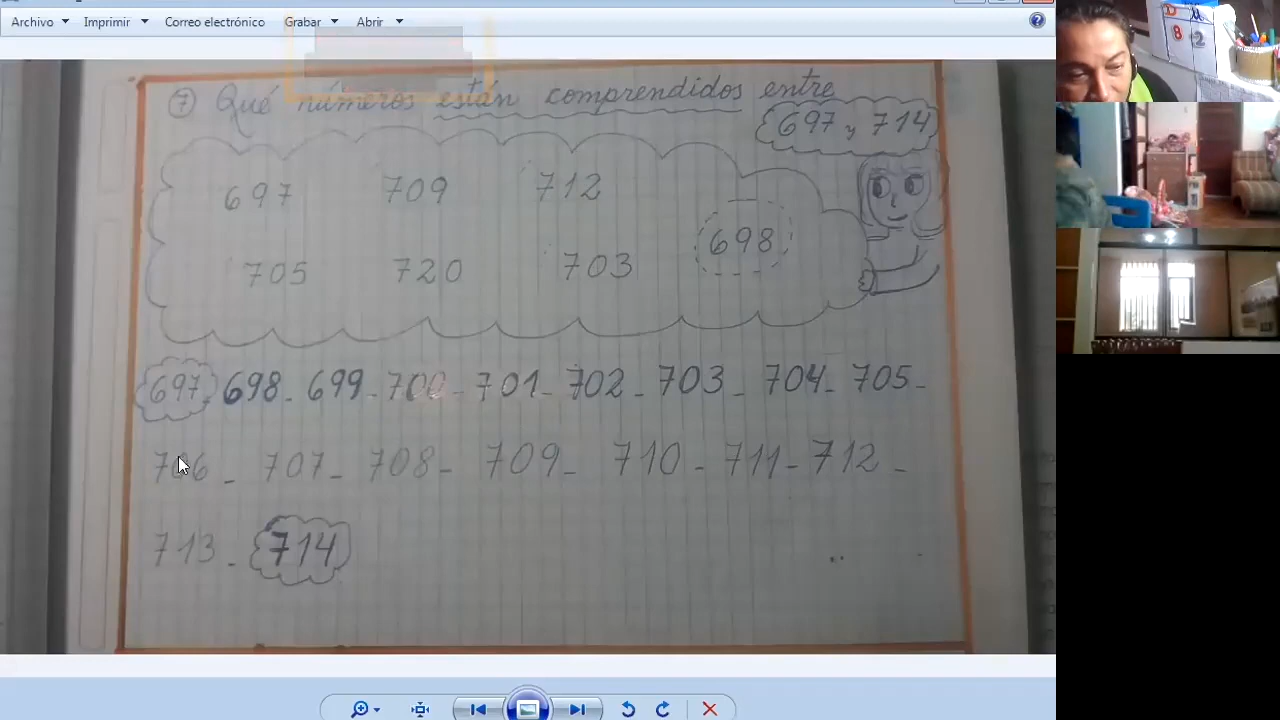 Archivo Imprimir Correo electrónico Grabar Abrir
7 Qué números están comprendidos entre
697 y 714
697 709 712
698
705 720 703
697 698 - 699 - 700 - 701 - 702 - 703 - 704 - 705 -
706 - 707 - 708 - 709 - 710 - 711 - 712 -
713 - 714
8 2